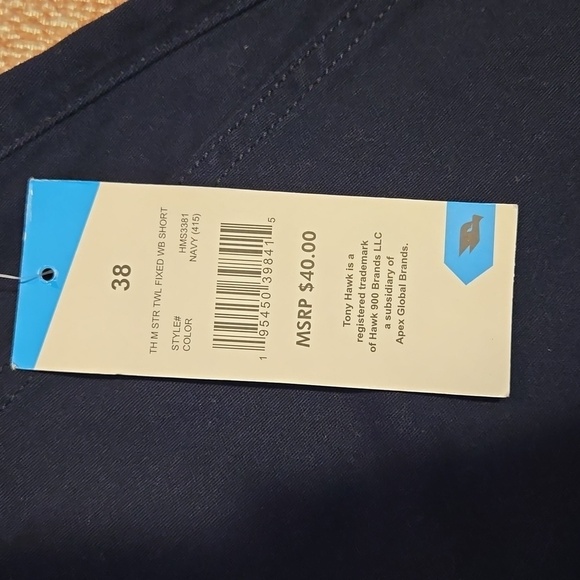 38
TH M STR TWL FIXED WB SHORT
STYLE# HMS3381
COLOR NAVY (415)
1 95450 39841 5
MSRP $40.00
Tony Hawk is a
registered trademark
of Hawk 900 Brands LLC
a subsidiary of
Apex Global Brands.